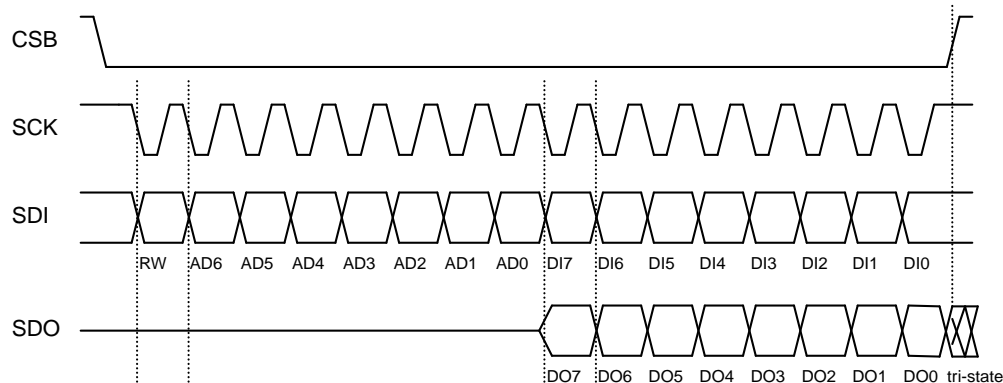 CSB
SCK
SDI
RW AD6 AD5 AD4 AD3 AD2 AD1 AD0 DI7 DI6 DI5 DI4 DI3 DI2 DI1 DI0
SDO
DO7 DO6 DO5 DO4 DO3 DO2 DO1 DO0 tri-state